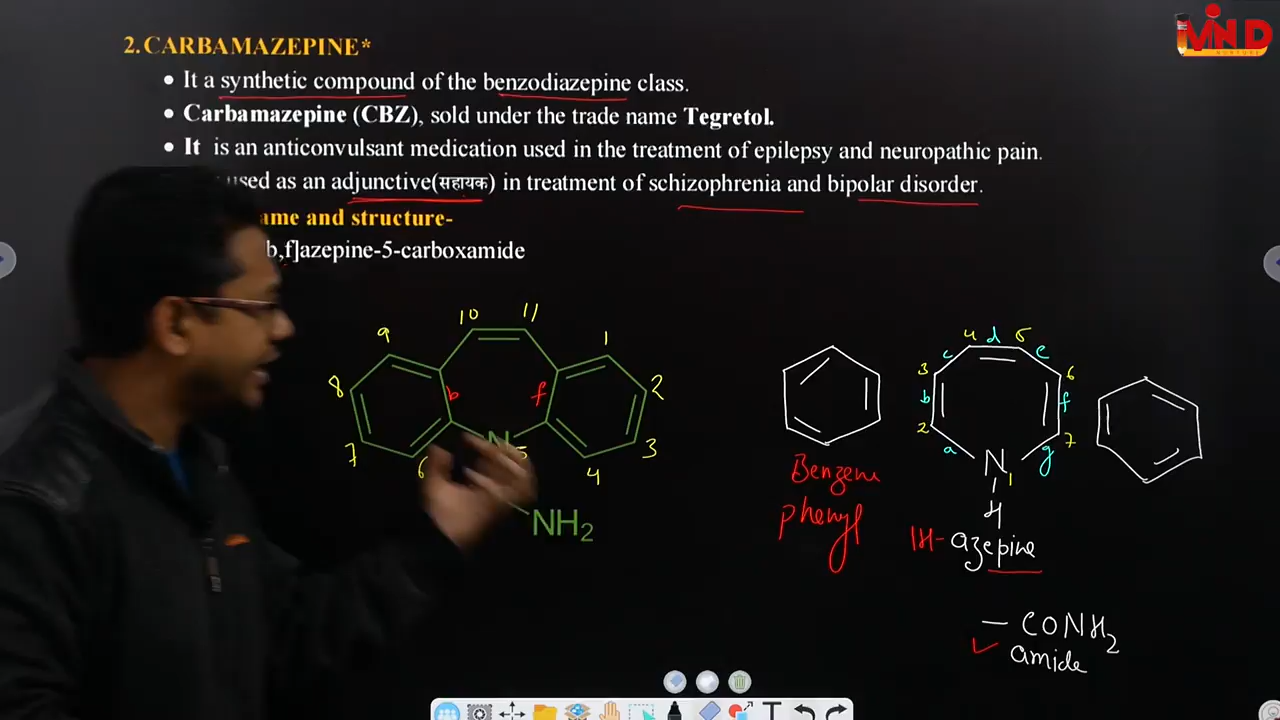 MIND
2.CARBAMAZEPINE*
• It a synthetic compound of the benzodiazepine class.
• Carbamazepine (CBZ), sold under the trade name Tegretol.
• It is an anticonvulsant medication used in the treatment of epilepsy and neuropathic pain.
used as an adjunctive(सहायक) in treatment of schizophrenia and bipolar disorder.
ame and structure-
b,f]azepine-5-carboxamide
10 11
9 1
8 b f 2
7 6 N 5 4 3
NH2
4 d 5
3 c e 6
b f
2 7
a N 1 g
H
Benzene
phenyl
1H- azepine
- CONH2
✓ amide
T